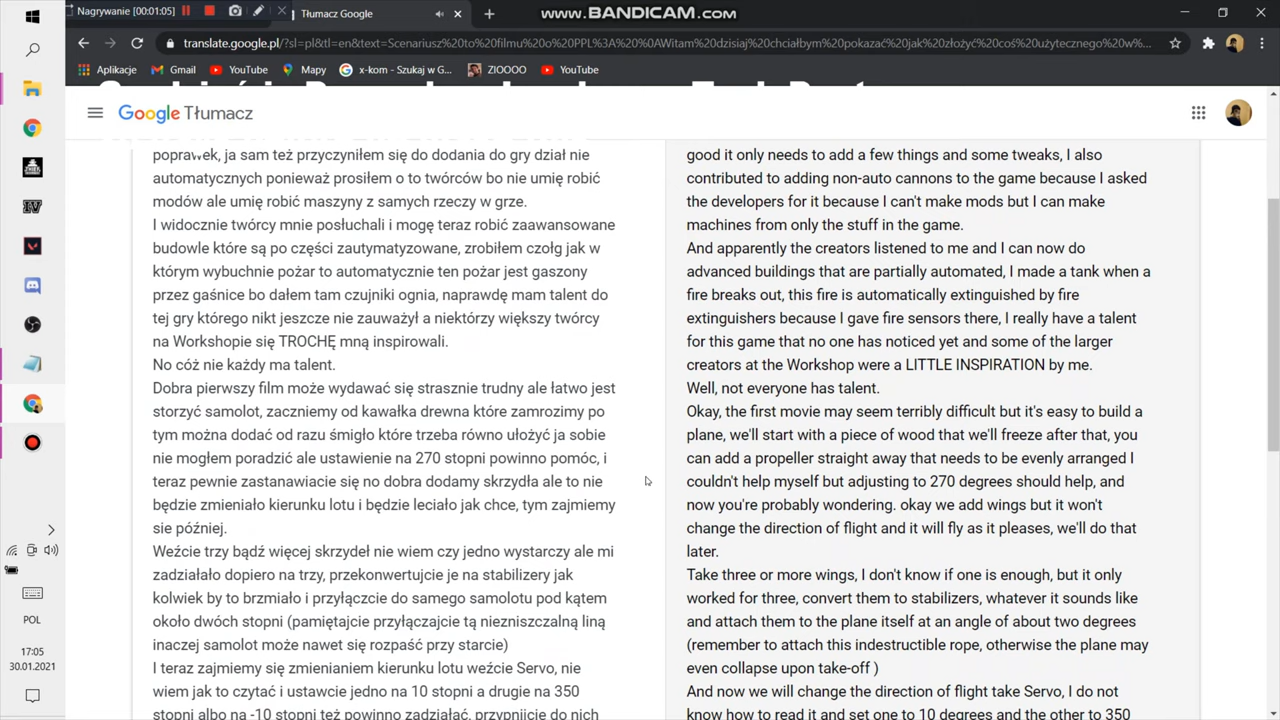 Nagrywanie [00:01:05]
Tłumacz Google
www.BANDICAM.com
translate.google.pl/?sl=pl&tl=en&text=Scenariusz%20to%20filmu%20o%20PPL%3A%20%0AWitam%20dzisiaj%20chciałbym%20pokazać%20jak%20złożyć%20coś%20użytecznego%20w%...
Aplikacje
Gmail
YouTube
Mapy
x-kom - Szukaj w G...
ZIOOOO
YouTube
Google Tłumacz
poprawek, ja sam też przyczyniłem się do dodania do gry dział nie
automatycznych ponieważ prosiłem o to twórców bo nie umię robić
modów ale umię robić maszyny z samych rzeczy w grze.
I widocznie twórcy mnie posłuchali i mogę teraz robić zaawansowane
budowle które są po części zautymatyzowane, zrobiłem czołg jak w
którym wybuchnie pożar to automatycznie ten pożar jest gaszony
przez gaśnice bo dałem tam czujniki ognia, naprawdę mam talent do
tej gry którego nikt jeszcze nie zauważył a niektórzy większy twórcy
na Workshopie się TROCHĘ mną inspirowali.
No cóż nie każdy ma talent.
Dobra pierwszy film może wydawać się strasznie trudny ale łatwo jest
storzyć samolot, zaczniemy od kawałka drewna które zamrozimy po
tym można dodać od razu śmigło które trzeba równo ułożyć ja sobie
nie mogłem poradzić ale ustawienie na 270 stopni powinno pomóc, i
teraz pewnie zastanawiacie się no dobra dodamy skrzydła ale to nie
będzie zmieniało kierunku lotu i będzie leciało jak chce, tym zajmiemy
sie później.
Weźcie trzy bądź więcej skrzydeł nie wiem czy jedno wystarczy ale mi
zadziałało dopiero na trzy, przekonwertujcie je na stabilizery jak
kolwiek by to brzmiało i przyłączcie do samego samolotu pod kątem
około dwóch stopni (pamiętajcie przyłączajcie tą niezniszczalną liną
inaczej samolot może nawet się rozpaść przy starcie)
I teraz zajmiemy się zmienianiem kierunku lotu weźcie Servo, nie
wiem jak to czytać i ustawcie jedno na 10 stopni a drugie na 350
stopni albo na -10 stopni też powinno zadziałać, przypnijcie do nich
good it only needs to add a few things and some tweaks, I also
contributed to adding non-auto cannons to the game because I asked
the developers for it because I can't make mods but I can make
machines from only the stuff in the game.
And apparently the creators listened to me and I can now do
advanced buildings that are partially automated, I made a tank when a
fire breaks out, this fire is automatically extinguished by fire
extinguishers because I gave fire sensors there, I really have a talent
for this game that no one has noticed yet and some of the larger
creators at the Workshop were a LITTLE INSPIRATION by me.
Well, not everyone has talent.
Okay, the first movie may seem terribly difficult but it's easy to build a
plane, we'll start with a piece of wood that we'll freeze after that, you
can add a propeller straight away that needs to be evenly arranged I
couldn't help myself but adjusting to 270 degrees should help, and
now you're probably wondering. okay we add wings but it won't
change the direction of flight and it will fly as it pleases, we'll do that
later.
Take three or more wings, I don't know if one is enough, but it only
worked for three, convert them to stabilizers, whatever it sounds like
and attach them to the plane itself at an angle of about two degrees
(remember to attach this indestructible rope, otherwise the plane may
even collapse upon take-off )
And now we will change the direction of flight take Servo, I do not
know how to read it and set one to 10 degrees and the other to 350
POL
17:05
30.01.2021